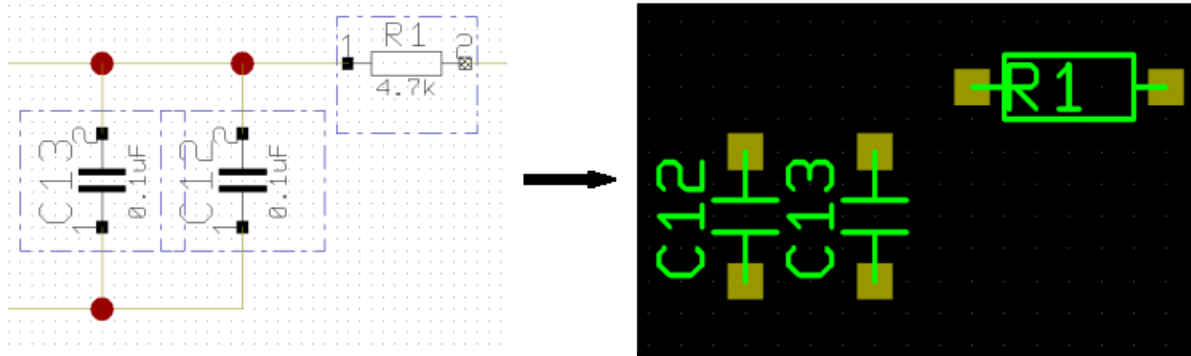 1 R1 2
4.7k
C13 2 0.1uF 1
C12 2 0.1uF 1
R1
C12 C13